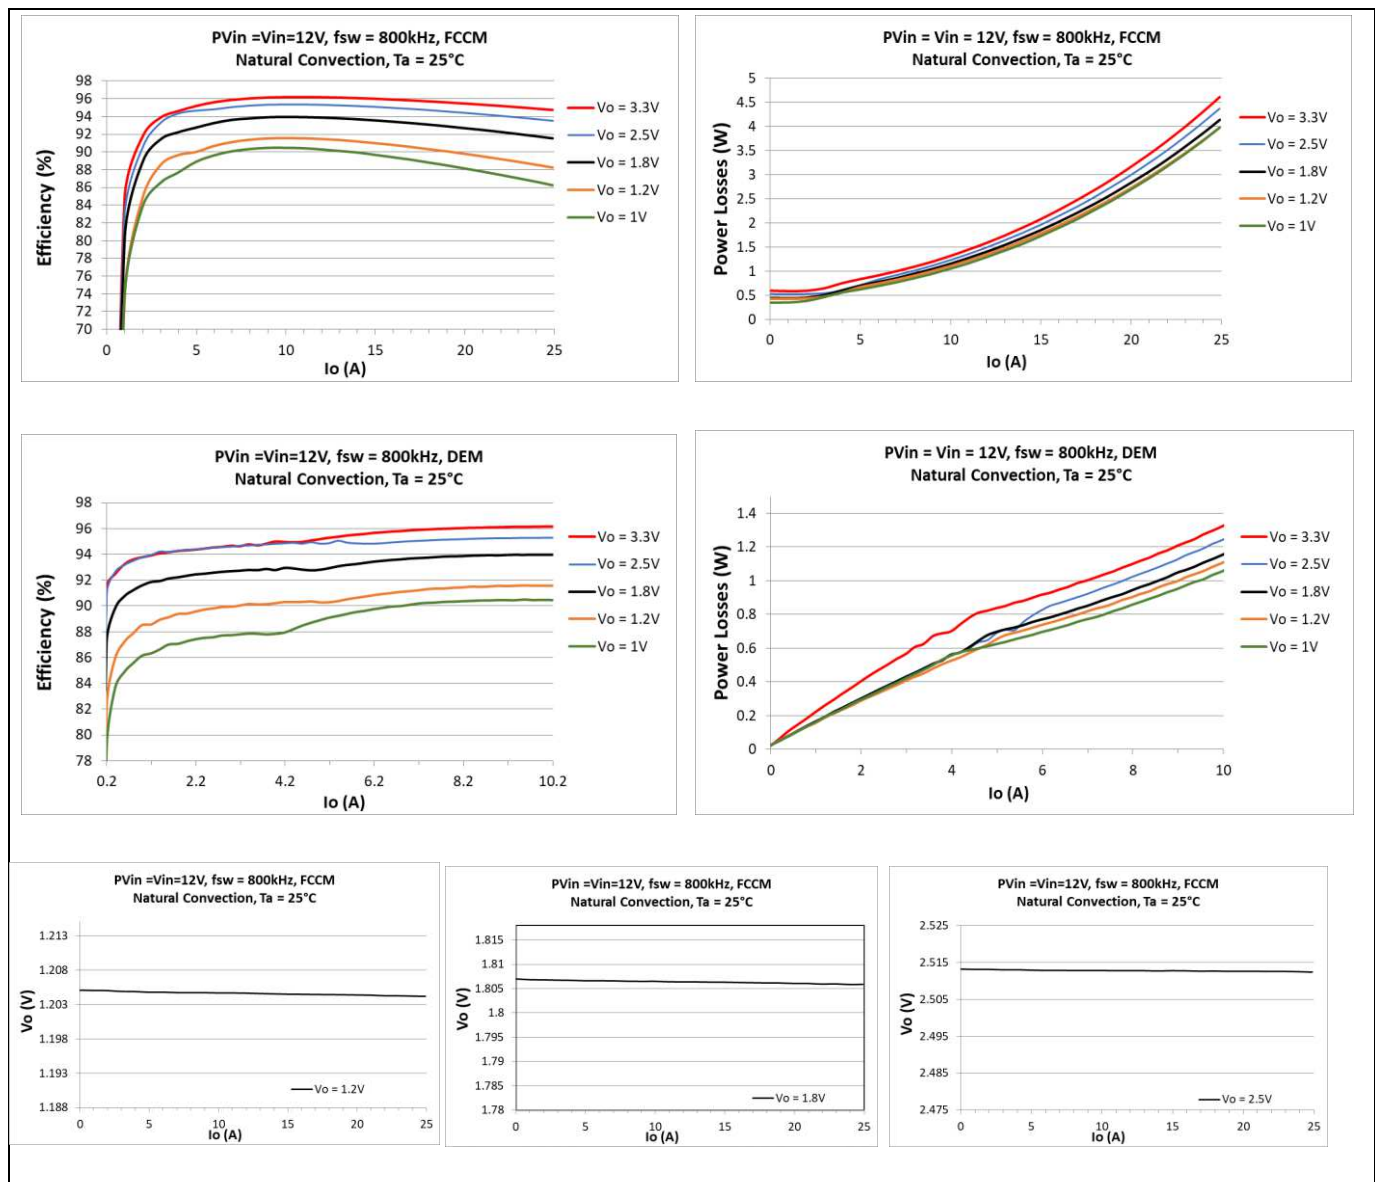 PVin =Vin=12V, fsw = 800kHz, FCCM
Natural Convection, Ta = 25°C
Efficiency (%)
98
96
94
92
90
88
86
84
82
80
78
76
74
72
70
0
5
10
15
20
25
Io (A)
Vo = 3.3V
Vo = 2.5V
Vo = 1.8V
Vo = 1.2V
Vo = 1V
PVin = Vin = 12V, fsw = 800kHz, FCCM
Natural Convection, Ta = 25°C
Power Losses (W)
5
4.5
4
3.5
3
2.5
2
1.5
1
0.5
0
0
5
10
15
20
25
Io (A)
Vo = 3.3V
Vo = 2.5V
Vo = 1.8V
Vo = 1.2V
Vo = 1V
PVin =Vin=12V, fsw = 800kHz, DEM
Natural Convection, Ta = 25°C
Efficiency (%)
98
96
94
92
90
88
86
84
82
80
78
0.2
2.2
4.2
6.2
8.2
10.2
Io (A)
Vo = 3.3V
Vo = 2.5V
Vo = 1.8V
Vo = 1.2V
Vo = 1V
PVin = Vin = 12V, fsw = 800kHz, DEM
Natural Convection, Ta = 25°C
Power Losses (W)
1.4
1.2
1
0.8
0.6
0.4
0.2
0
0
2
4
6
8
10
Io (A)
Vo = 3.3V
Vo = 2.5V
Vo = 1.8V
Vo = 1.2V
Vo = 1V
PVin =Vin=12V, fsw = 800kHz, FCCM
Natural Convection, Ta = 25°C
Vo (V)
1.213
1.208
1.203
1.198
1.193
1.188
0
5
10
15
20
25
Io (A)
Vo = 1.2V
PVin =Vin=12V, fsw = 800kHz, FCCM
Natural Convection, Ta = 25°C
Vo (V)
1.815
1.81
1.805
1.8
1.795
1.79
1.785
1.78
0
5
10
15
20
25
Io (A)
Vo = 1.8V
PVin =Vin=12V, fsw = 800kHz, FCCM
Natural Convection, Ta = 25°C
Vo (V)
2.525
2.515
2.505
2.495
2.485
2.475
0
5
10
15
20
25
Io (A)
Vo = 2.5V